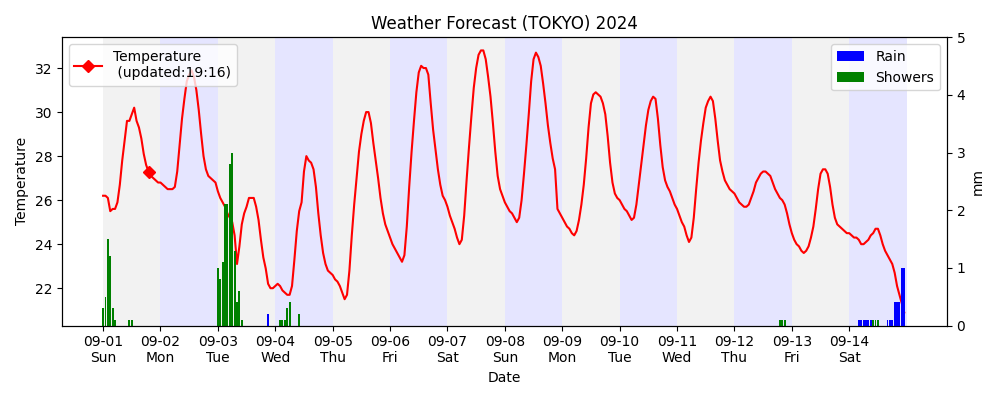 Weather Forecast (TOKYO) 2024
Temperature
(updated:19:16)
Rain
Showers
Temperature
32
30
28
26
24
22
5
4
3
2
1
0
mm
09-01 09-02 09-03 09-04 09-05 09-06 09-07 09-08 09-09 09-10 09-11 09-12 09-13 09-14
Sun Mon Tue Wed Thu Fri Sat Sun Mon Tue Wed Thu Fri Sat
Date